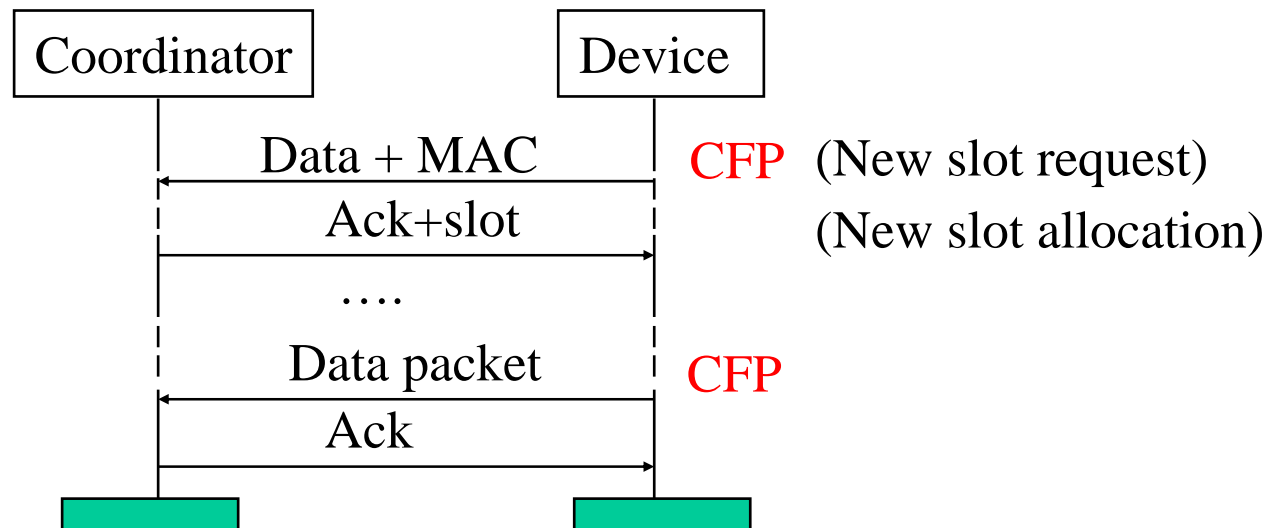 Coordinator Device
Data + MAC CFP (New slot request)
Ack+slot (New slot allocation)
….
Data packet CFP
Ack